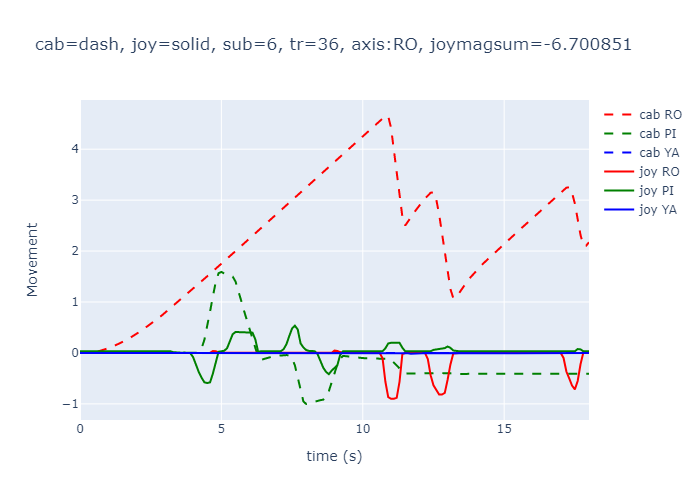 cab=dash, joy=solid, sub=6, tr=36, axis:RO, joymagsum=-6.700851
cab RO
cab PI
cab YA
joy RO
joy PI
joy YA
Movement
4
3
2
1
0
−1
0 5 10 15
time (s)